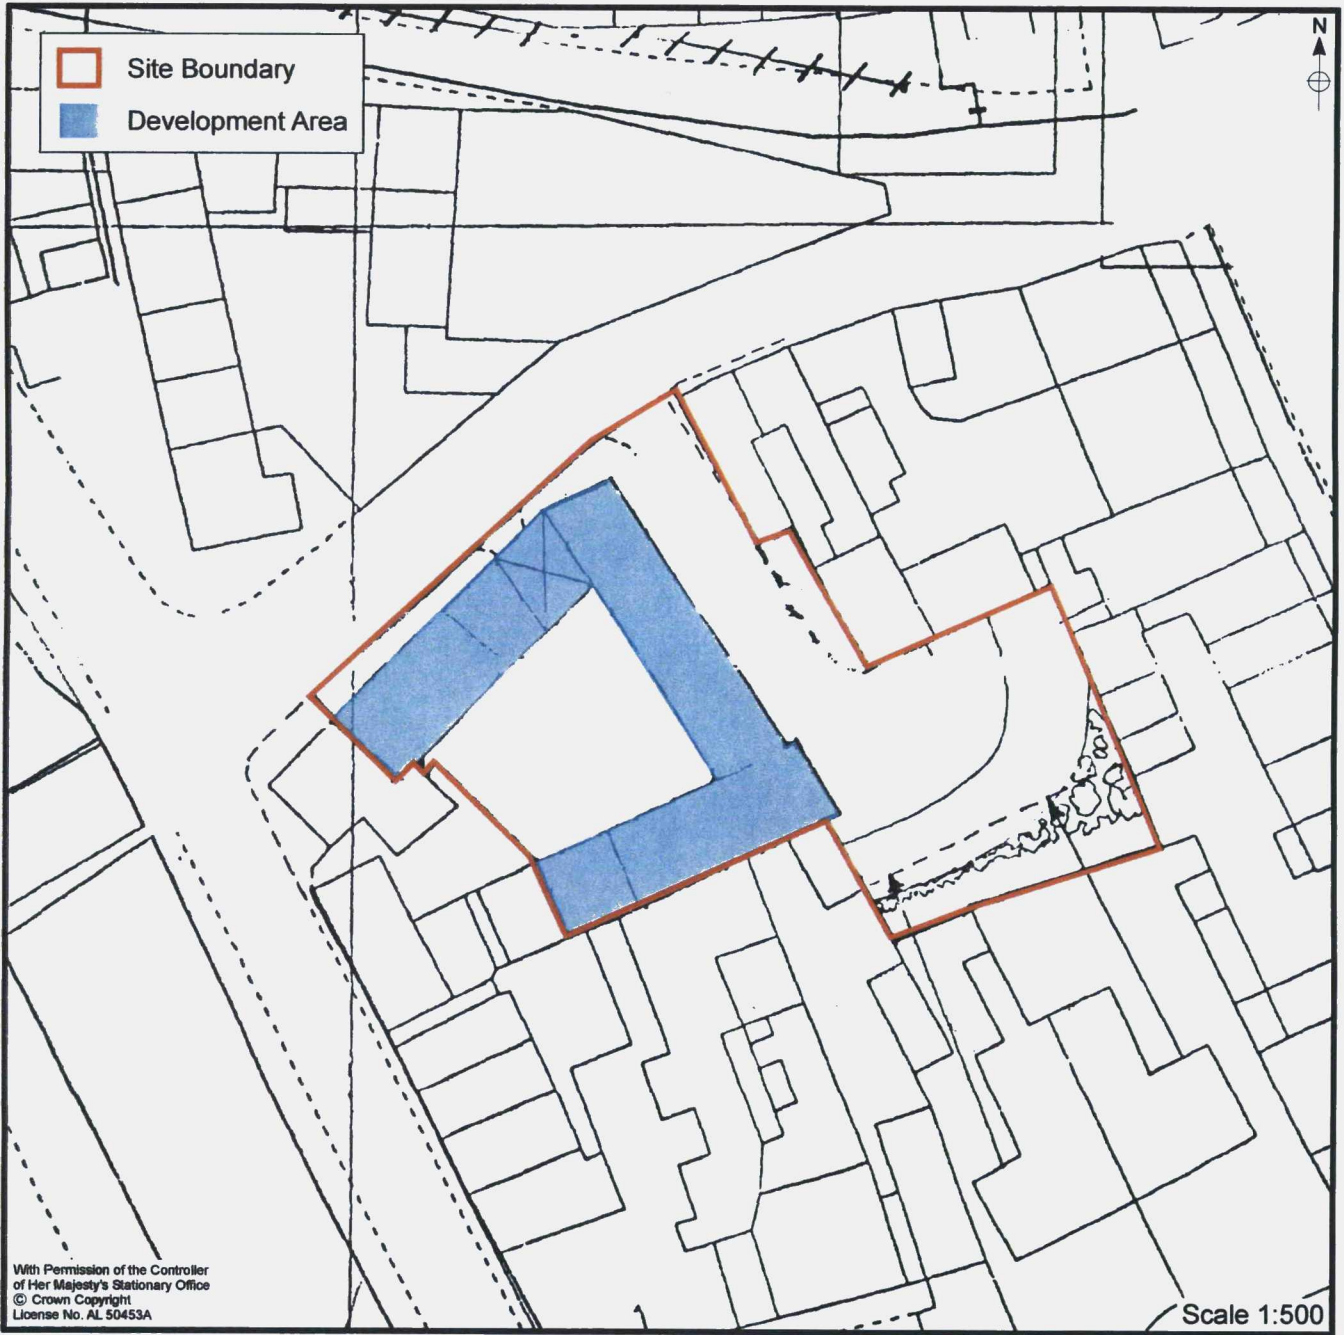 N
Site Boundary
Development Area
With Permission of the Controller
of Her Majesty's Stationary Office
© Crown Copyright
License No. AL 50453A
Scale 1:500